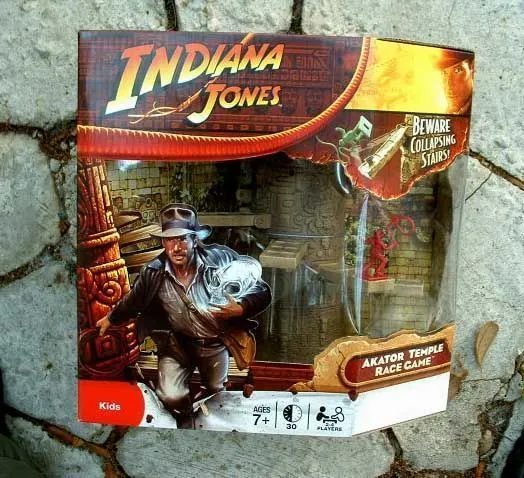 INDIANA
JONES
BEWARE
COLLAPSING
STAIRS!
AKATOR TEMPLE
RACE GAME
Kids
AGES
7+
30
2-4
PLAYERS